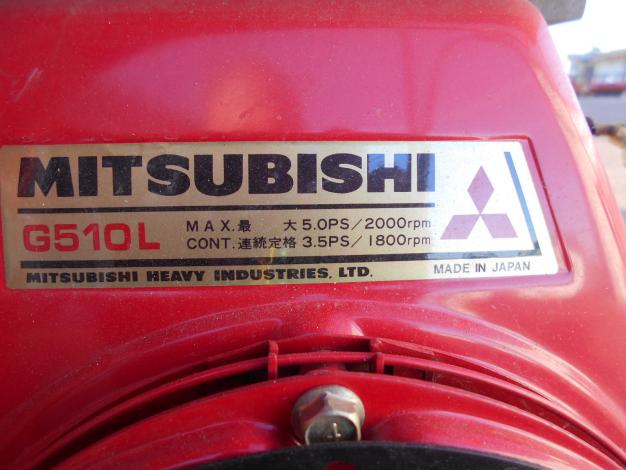 MITSUBISHI
G510L
MAX.最 大 5.0PS/2000rpm
CONT.連続定格 3.5PS/1800rpm
MITSUBISHI HEAVY INDUSTRIES, LTD.
MADE IN JAPAN